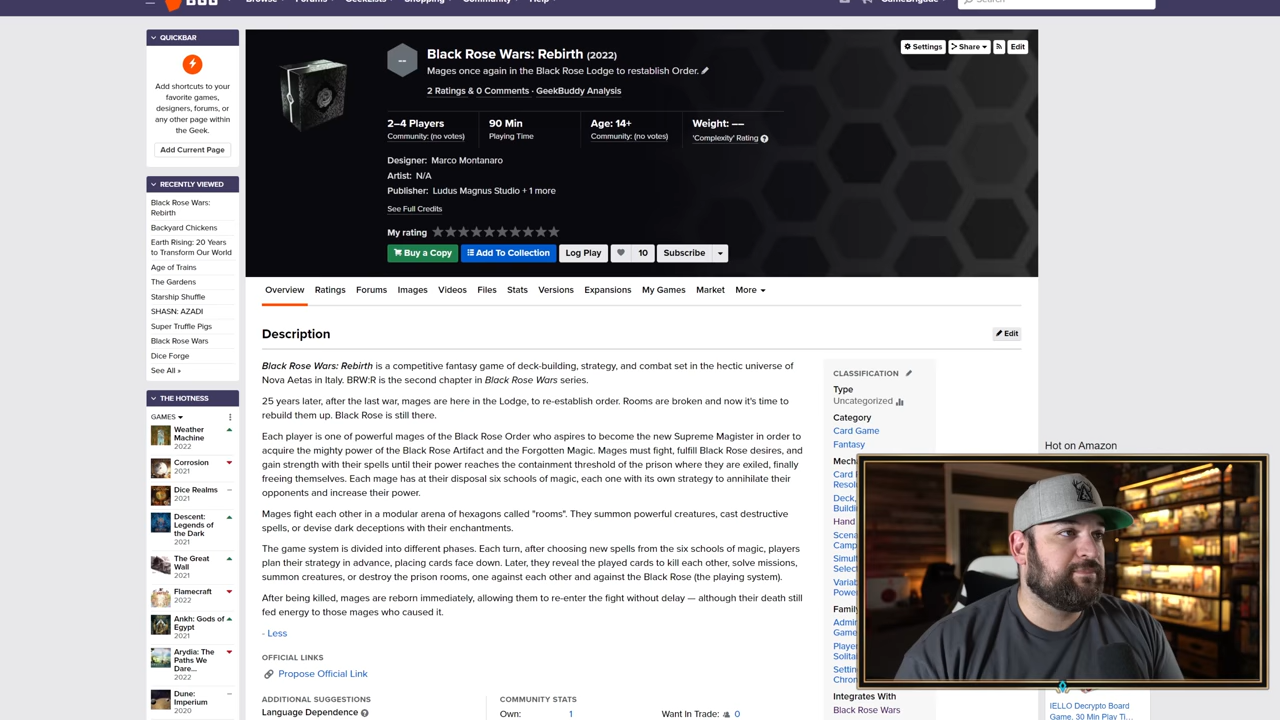 BGG
Browse
Forums
GeekLists
Shopping
Community
Help
GameBrigade
Search
QUICKBAR
Add shortcuts to your
favorite games,
designers, forums, or
any other page within
the Geek.
Add Current Page
RECENTLY VIEWED
Black Rose Wars:
Rebirth
Backyard Chickens
Earth Rising: 20 Years
to Transform Our World
Age of Trains
The Gardens
Starship Shuffle
SHASN: AZADI
Super Truffle Pigs
Black Rose Wars
Dice Forge
See All »
THE HOTNESS
GAMES
Weather
Machine
2022
Corrosion
2021
Dice Realms
2021
Descent:
Legends of
the Dark
2021
The Great
Wall
2021
Flamecraft
2022
Ankh: Gods of
Egypt
2021
Arydia: The
Paths We
Dare...
2022
Dune:
Imperium
2020
--
Black Rose Wars: Rebirth (2022)
Mages once again in the Black Rose Lodge to restablish Order.
2 Ratings & 0 Comments · GeekBuddy Analysis
Settings
Share
Edit
2–4 Players
Community: (no votes)
90 Min
Playing Time
Age: 14+
Community: (no votes)
Weight: --
'Complexity' Rating
Designer: Marco Montanaro
Artist: N/A
Publisher: Ludus Magnus Studio + 1 more
See Full Credits
My rating
Buy a Copy
Add To Collection
Log Play
10
Subscribe
Overview
Ratings
Forums
Images
Videos
Files
Stats
Versions
Expansions
My Games
Market
More
Description
Edit
Black Rose Wars: Rebirth is a competitive fantasy game of deck-building, strategy, and combat set in the hectic universe of
Nova Aetas in Italy. BRW:R is the second chapter in Black Rose Wars series.
25 years later, after the last war, mages are here in the Lodge, to re-establish order. Rooms are broken and now it's time to
rebuild them up. Black Rose is still there.
Each player is one of powerful mages of the Black Rose Order who aspires to become the new Supreme Magister in order to
acquire the mighty power of the Black Rose Artifact and the Forgotten Magic. Mages must fight, fulfill Black Rose desires, and
gain strength with their spells until their power reaches the containment threshold of the prison where they are exiled, finally
freeing themselves. Each mage has at their disposal six schools of magic, each one with its own strategy to annihilate their
opponents and increase their power.
Mages fight each other in a modular arena of hexagons called "rooms". They summon powerful creatures, cast destructive
spells, or devise dark deceptions with their enchantments.
The game system is divided into different phases. Each turn, after choosing new spells from the six schools of magic, players
plan their strategy in advance, placing cards face down. Later, they reveal the played cards to kill each other, solve missions,
summon creatures, or destroy the prison rooms, one against each other and against the Black Rose (the playing system).
After being killed, mages are reborn immediately, allowing them to re-enter the fight without delay — although their death still
fed energy to those mages who caused it.
- Less
OFFICIAL LINKS
Propose Official Link
ADDITIONAL SUGGESTIONS
Language Dependence
COMMUNITY STATS
Own: 1
Want In Trade: 0
CLASSIFICATION
Type
Uncategorized
Category
Card Game
Fantasy
Integrates With
Black Rose Wars
Hot on Amazon
IELLO Decrypto Board
Game, 30 Min Play Ti...